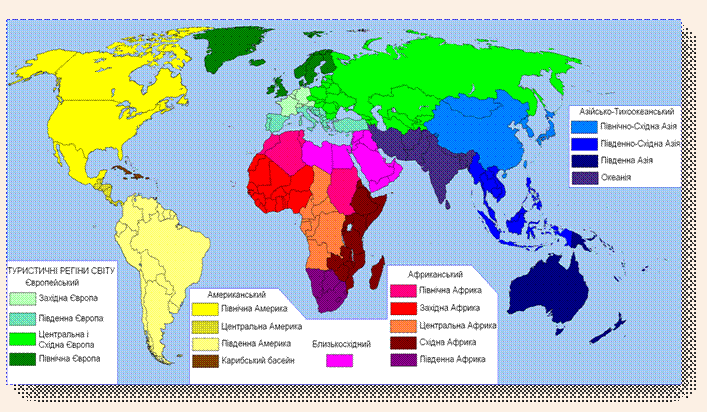 Азійсько-Тихоокеанський
Північно-Східна Азія
Південно-Східна Азія
Південна Азія
Океанія
ТУРИСТИЧНІ РЕГІНИ СВІТУ
Європейський
Західна Європа
Південна Європа
Центральна і
Східна Європа
Північна Європа
Американський
Північна Америка
Центральна Америка
Південна Америка
Карибський басейн
Близькосхідний
Африканський
Північна Африка
Західна Африка
Центральна Африка
Східна Африка
Південна Африка